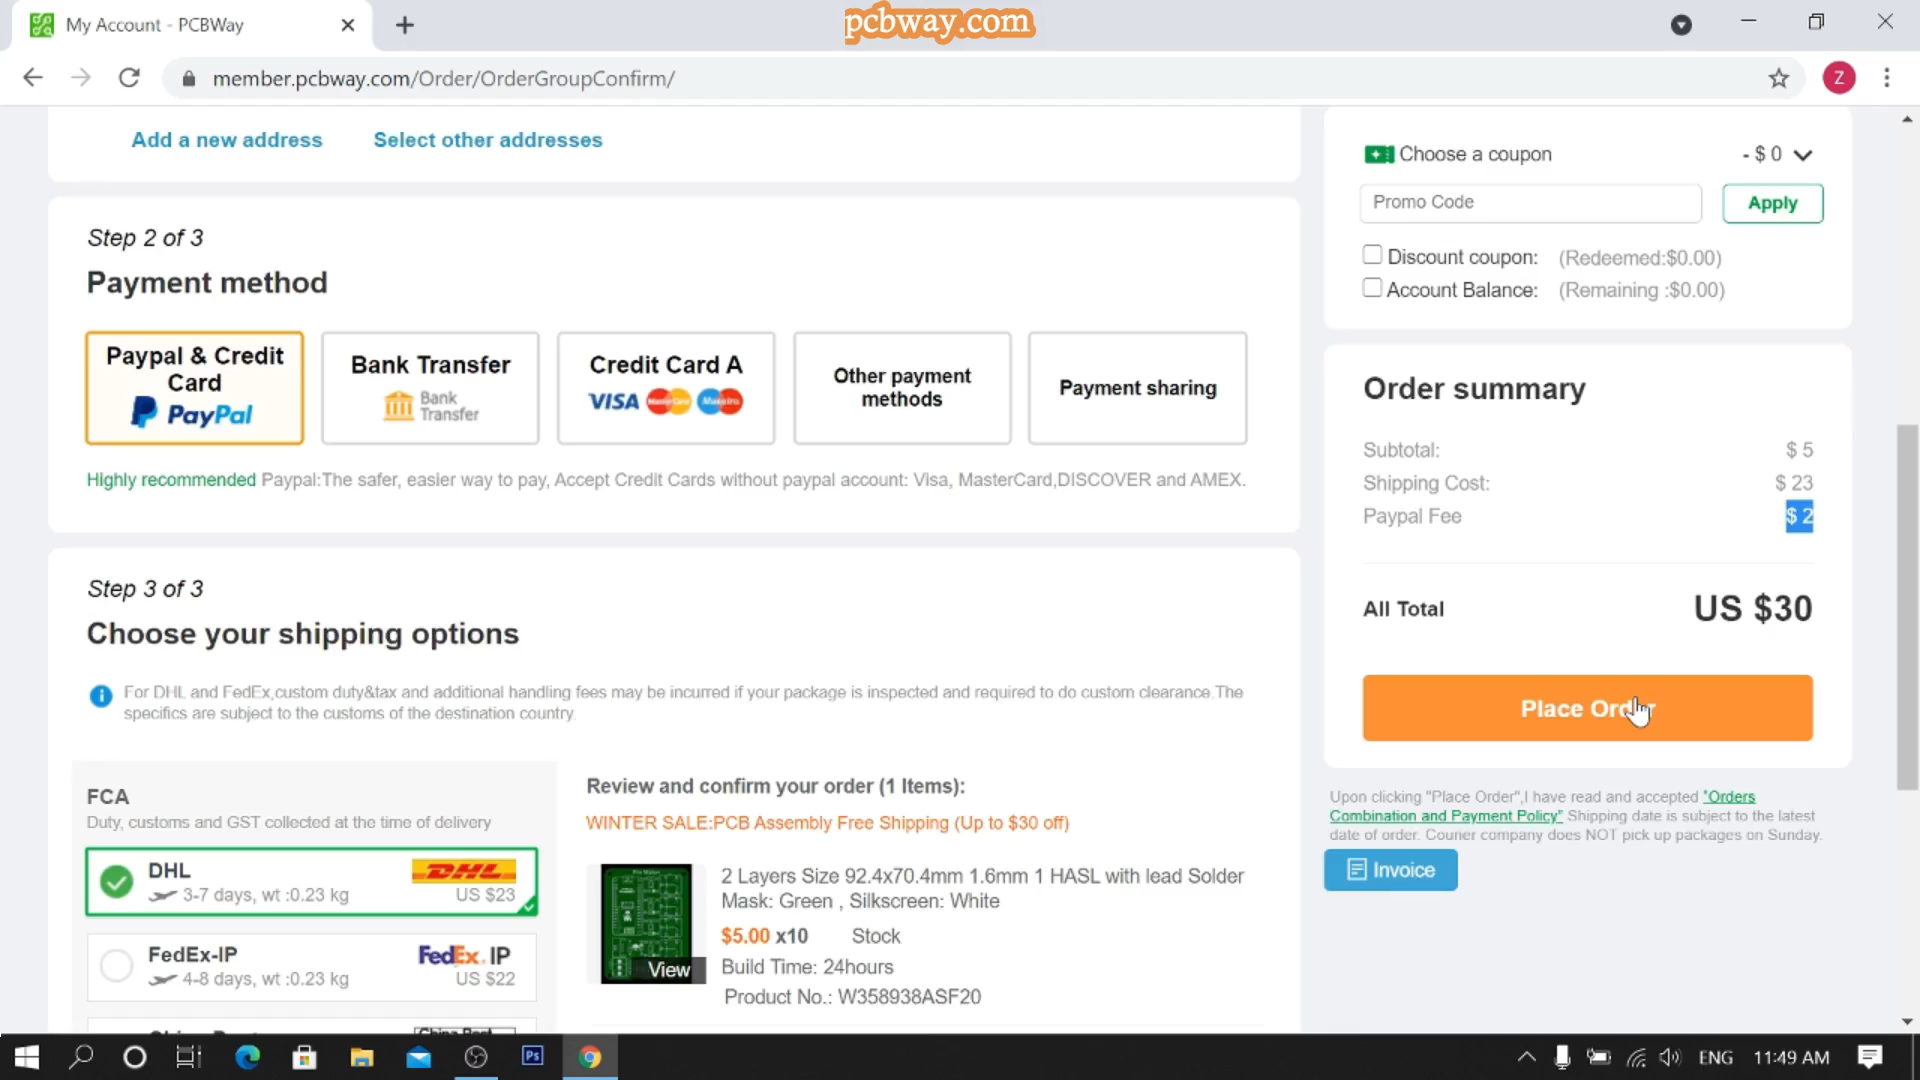 My Account - PCBWay
pcbway.com
member.pcbway.com/Order/OrderGroupConfirm/
Z
Add a new address
Select other addresses
Step 2 of 3
Payment method
Paypal & Credit
Card
PayPal
Bank Transfer
Bank
Transfer
Credit Card A
VISA MasterCard Maestro
Other payment
methods
Payment sharing
Highly recommended Paypal:The safer, easier way to pay, Accept Credit Cards without paypal account: Visa, MasterCard,DISCOVER and AMEX.
Step 3 of 3
Choose your shipping options
For DHL and FedEx,custom duty&tax and additional handling fees may be incurred if your package is inspected and required to do custom clearance.The
specifics are subject to the customs of the destination country.
FCA
Duty, customs and GST collected at the time of delivery
DHL
DHL
3-7 days, wt :0.23 kg
US $23
FedEx-IP
FedEx. IP
4-8 days, wt :0.23 kg
US $22
China Post
Review and confirm your order (1 Items):
WINTER SALE:PCB Assembly Free Shipping (Up to $30 off)
View
2 Layers Size 92.4x70.4mm 1.6mm 1 HASL with lead Solder
Mask: Green , Silkscreen: White
$5.00 x10
Stock
Build Time: 24hours
Product No.: W358938ASF20
Choose a coupon
- $ 0
Promo Code
Apply
Discount coupon: (Redeemed:$0.00)
Account Balance: (Remaining :$0.00)
Order summary
Subtotal: $ 5
Shipping Cost: $ 23
Paypal Fee $ 2
All Total US $30
Place Order
Upon clicking "Place Order",I have read and accepted "Orders
Combination and Payment Policy" Shipping date is subject to the latest
date of order. Courier company does NOT pick up packages on Sunday.
Invoice
Ps
ENG
11:49 AM